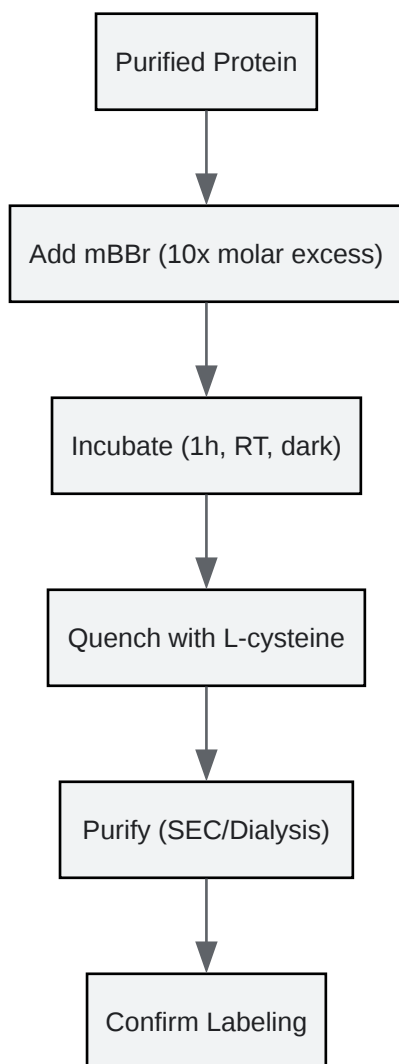 Purified Protein
Add mBBr (10x molar excess)
Incubate (1h, RT, dark)
Quench with L-cysteine
Purify (SEC/Dialysis)
Confirm Labeling